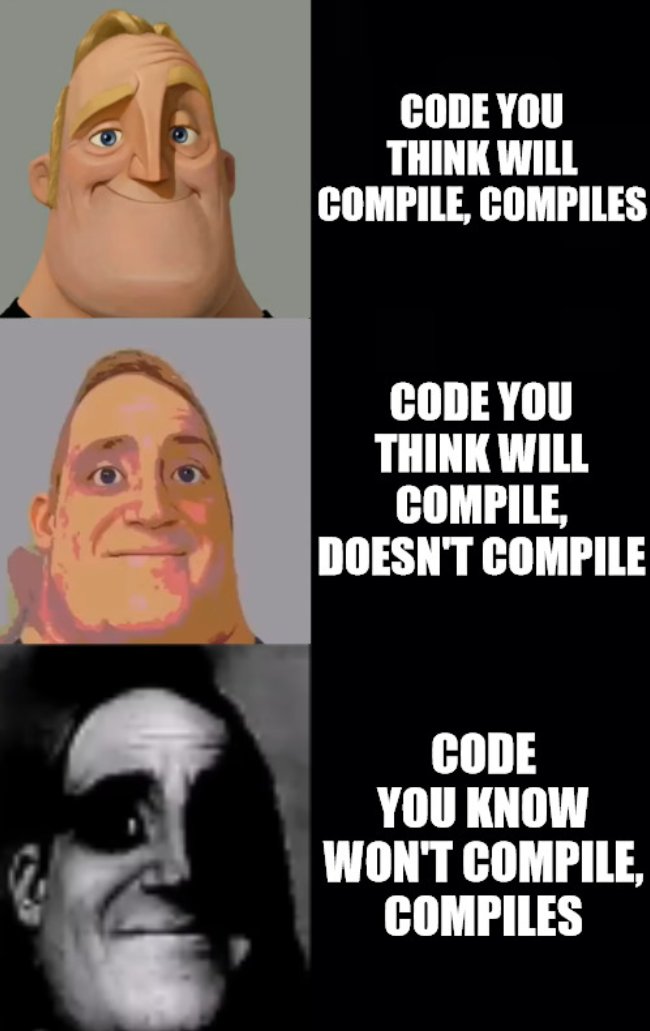 CODE YOU
THINK WILL
COMPILE, COMPILES
CODE YOU
THINK WILL
COMPILE,
DOESN'T COMPILE
CODE
YOU KNOW
WON'T COMPILE,
COMPILES